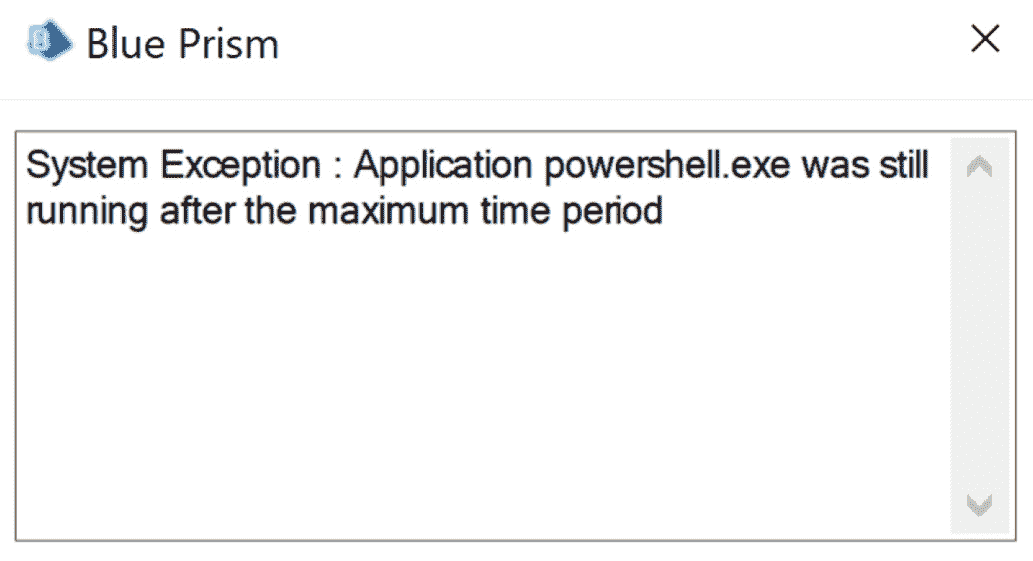 Blue Prism
System Exception : Application powershell.exe was still
running after the maximum time period